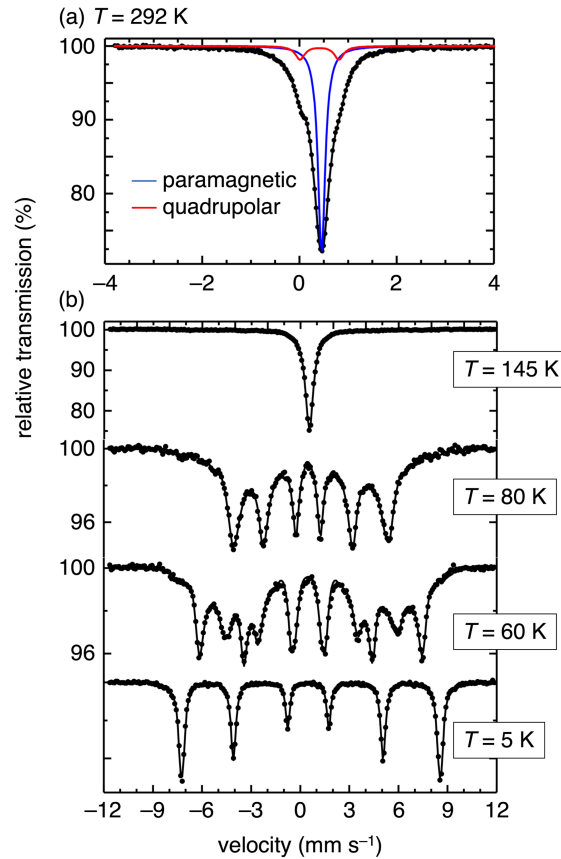 (a) T = 292 K
100
90
80
paramagnetic
quadrupolar
−4 −2 0 2 4
(b)
relative transmission (%)
100
90
80
T = 145 K
100
96
T = 80 K
100
96
T = 60 K
T = 5 K
−12 −9 −6 −3 0 3 6 9 12
velocity (mm s⁻¹)